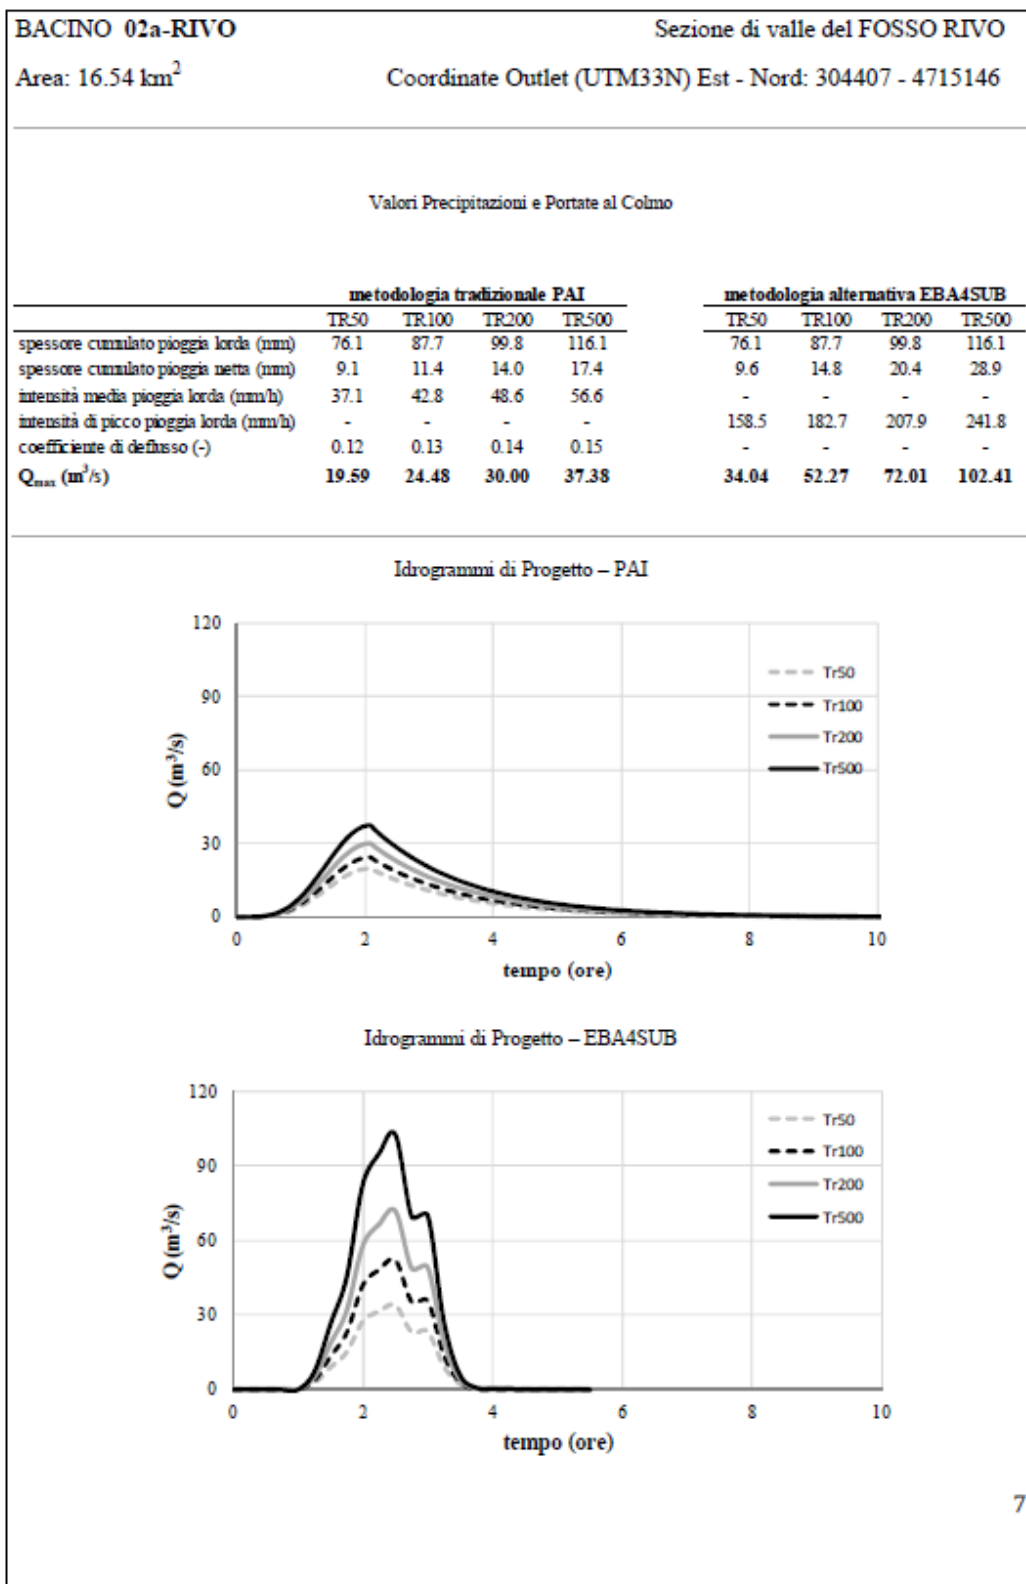 BACINO 02a-RIVO Sezione di valle del FOSSO RIVO
Area: 16.54 km² Coordinate Outlet (UTM33N) Est - Nord: 304407 - 4715146
Valori Precipitazioni e Portate al Colmo
metodologia tradizionale PAI metodologia alternativa EBA4SUB
TR50 TR100 TR200 TR500 TR50 TR100 TR200 TR500
spessore cumulato pioggia lorda (mm) 76.1 87.7 99.8 116.1 76.1 87.7 99.8 116.1
spessore cumulato pioggia netta (mm) 9.1 11.4 14.0 17.4 9.6 14.8 20.4 28.9
intensità media pioggia lorda (mm/h) 37.1 42.8 48.6 56.6 - - - -
intensità di picco pioggia lorda (mm/h) - - - - 158.5 182.7 207.9 241.8
coefficiente di deflusso (-) 0.12 0.13 0.14 0.15 - - - -
Qmax (m³/s) 19.59 24.48 30.00 37.38 34.04 52.27 72.01 102.41
Idrogrammi di Progetto – PAI
120
90
60
30
0
Q (m³/s)
Tr50
Tr100
Tr200
Tr500
0 2 4 6 8 10
tempo (ore)
Idrogrammi di Progetto – EBA4SUB
120
90
60
30
0
Q (m³/s)
Tr50
Tr100
Tr200
Tr500
0 2 4 6 8 10
tempo (ore)
7